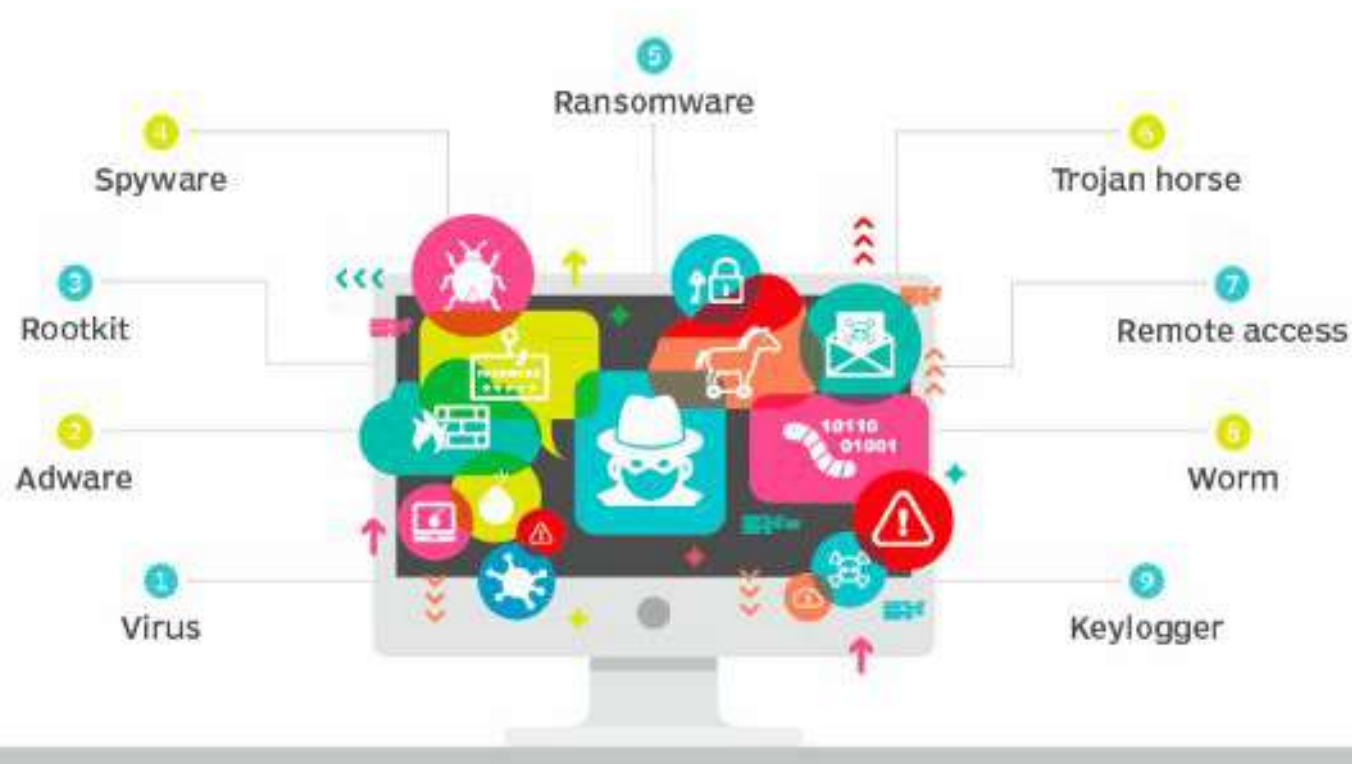 5
Ransomware
4
Spyware
6
Trojan horse
3
Rootkit
7
Remote access
2
Adware
8
Worm
1
Virus
9
Keylogger
10110
01001